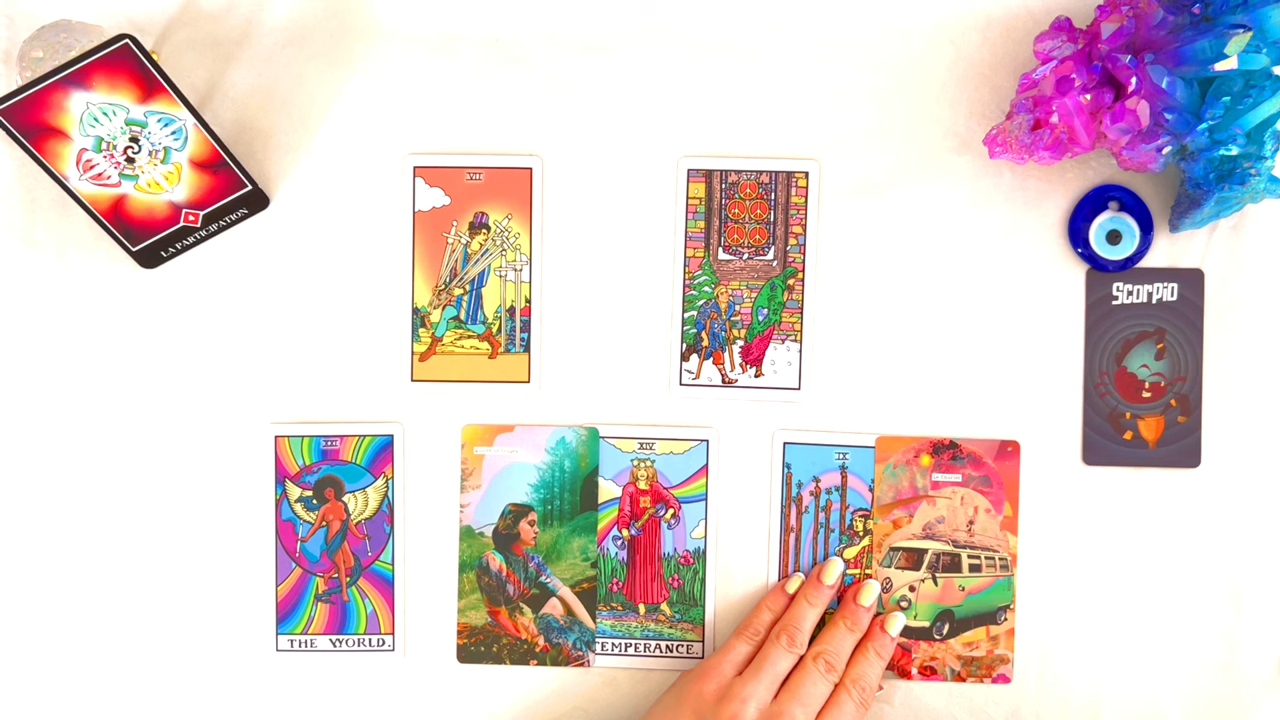 LA PARTICIPATION
VII
Scorpio
XXI
THE WORLD.
XIV
TEMPERANCE.
IX